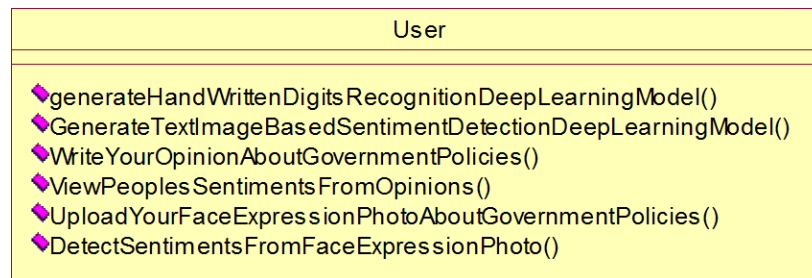 User
generateHandWrittenDigitsRecognitionDeepLearningModel()
GenerateTextImageBasedSentimentDetectionDeepLearningModel()
WriteYourOpinionAboutGovernmentPolicies()
ViewPeoplesSentimentsFromOpinions()
UploadYourFaceExpressionPhotoAboutGovernmentPolicies()
DetectSentimentsFromFaceExpressionPhoto()